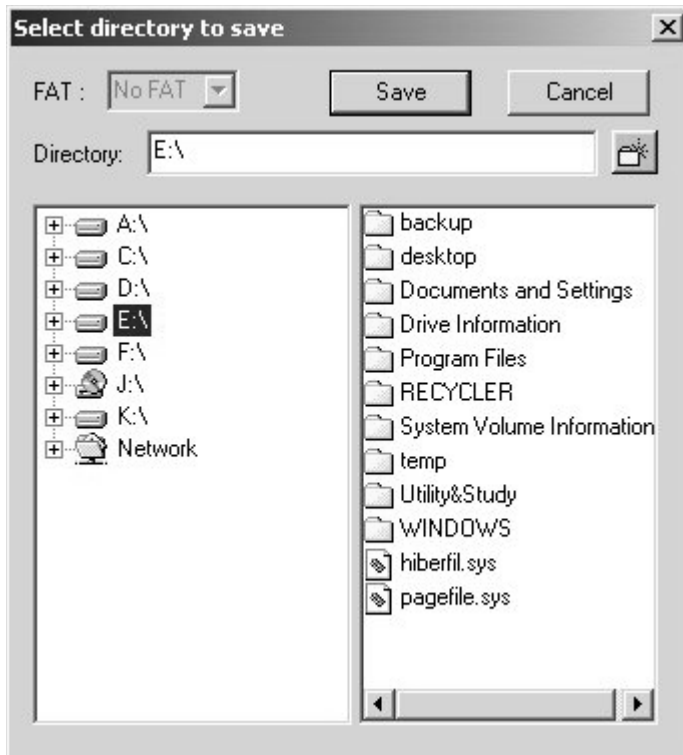 Select directory to save
FAT : No FAT Save Cancel
Directory: E:\
A:\
C:\
D:\
E:\
F:\
J:\
K:\
Network
backup
desktop
Documents and Settings
Drive Information
Program Files
RECYCLER
System Volume Information
temp
Utility&Study
WINDOWS
hiberfil.sys
pagefile.sys